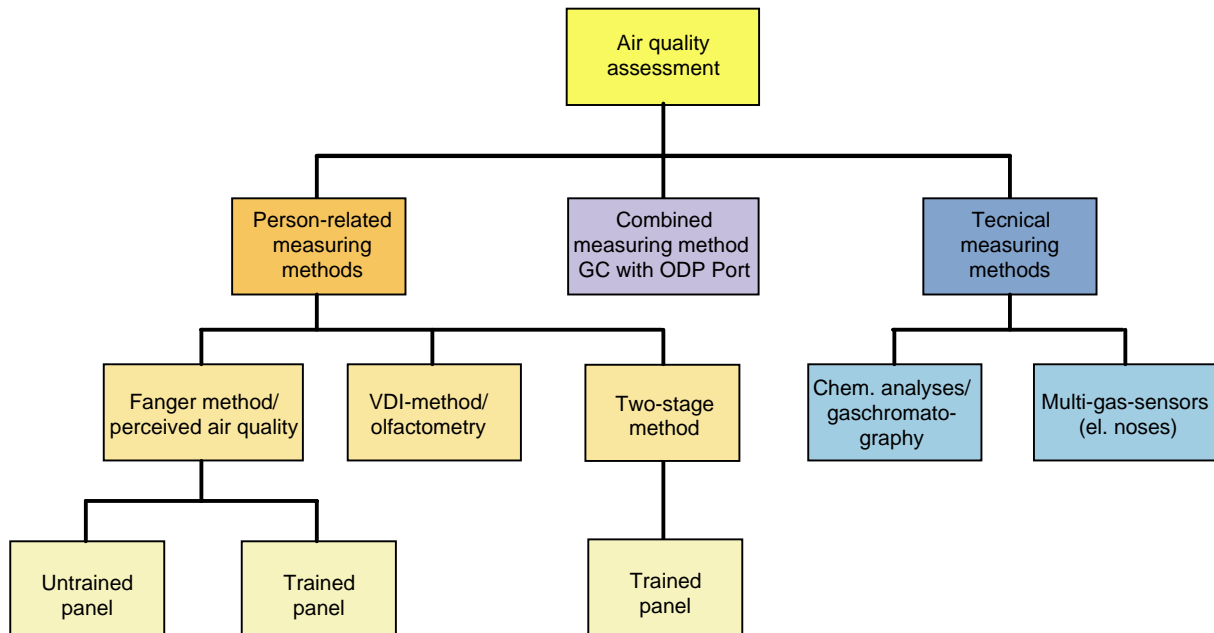 Air quality
assessment
Person-related
measuring
methods
Combined
measuring method
GC with ODP Port
Tecnical
measuring
methods
Fanger method/
perceived air quality
VDI-method/
olfactometry
Two-stage
method
Chem. analyses/
gaschromato-
graphy
Multi-gas-sensors
(el. noses)
Untrained
panel
Trained
panel
Trained
panel